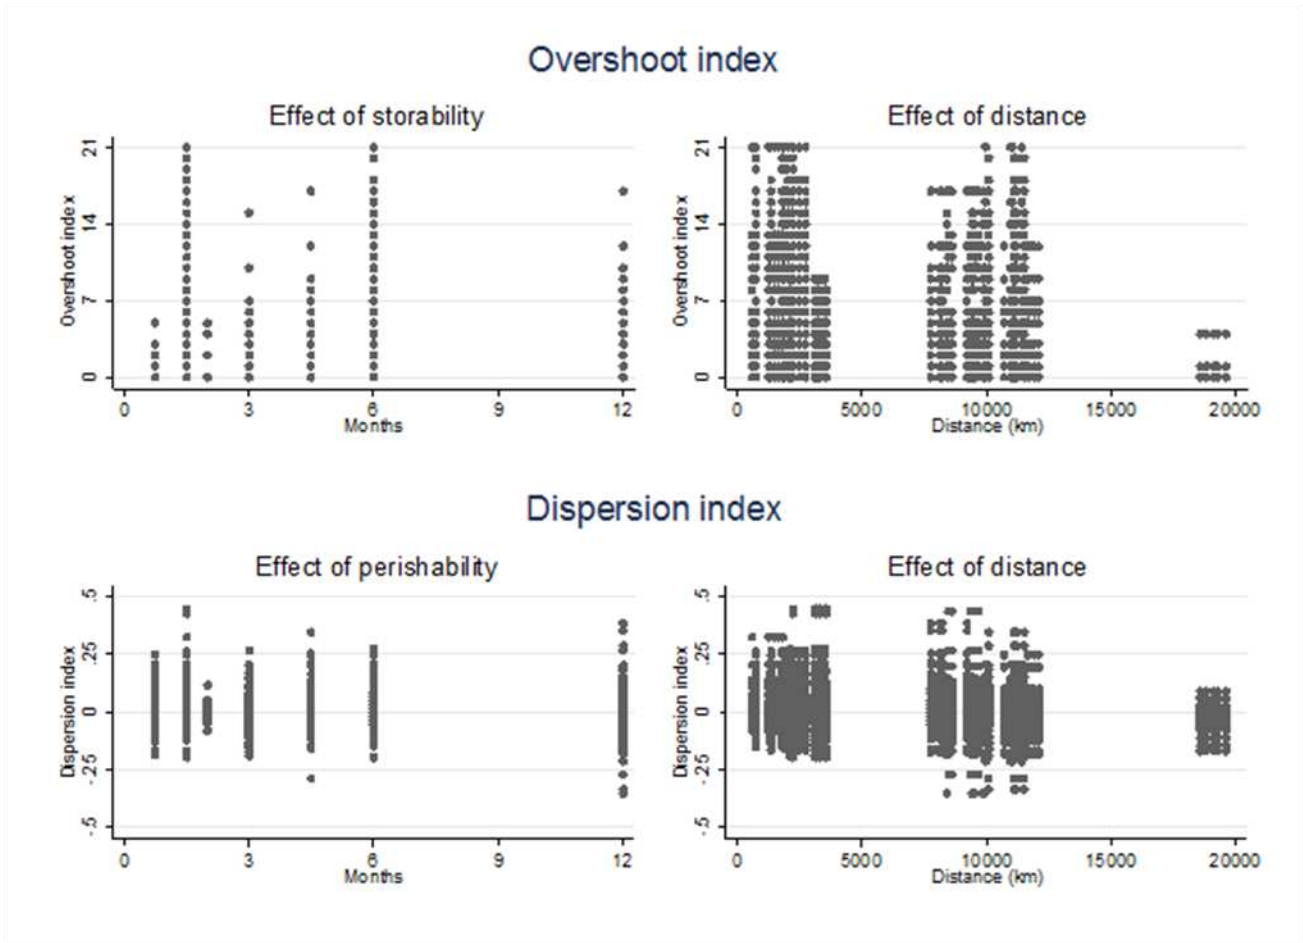 Overshoot index
Effect of storability
Effect of distance
Overshoot index
21
14
7
0
0 3 6 9 12
Months
Overshoot index
21
14
7
0
0 5000 10000 15000 20000
Distance (km)
Dispersion index
Effect of perishability
Effect of distance
Dispersion index
.5
.25
0
-.25
-.5
0 3 6 9 12
Months
Dispersion index
.5
.25
0
-.25
-.5
0 5000 10000 15000 20000
Distance (km)